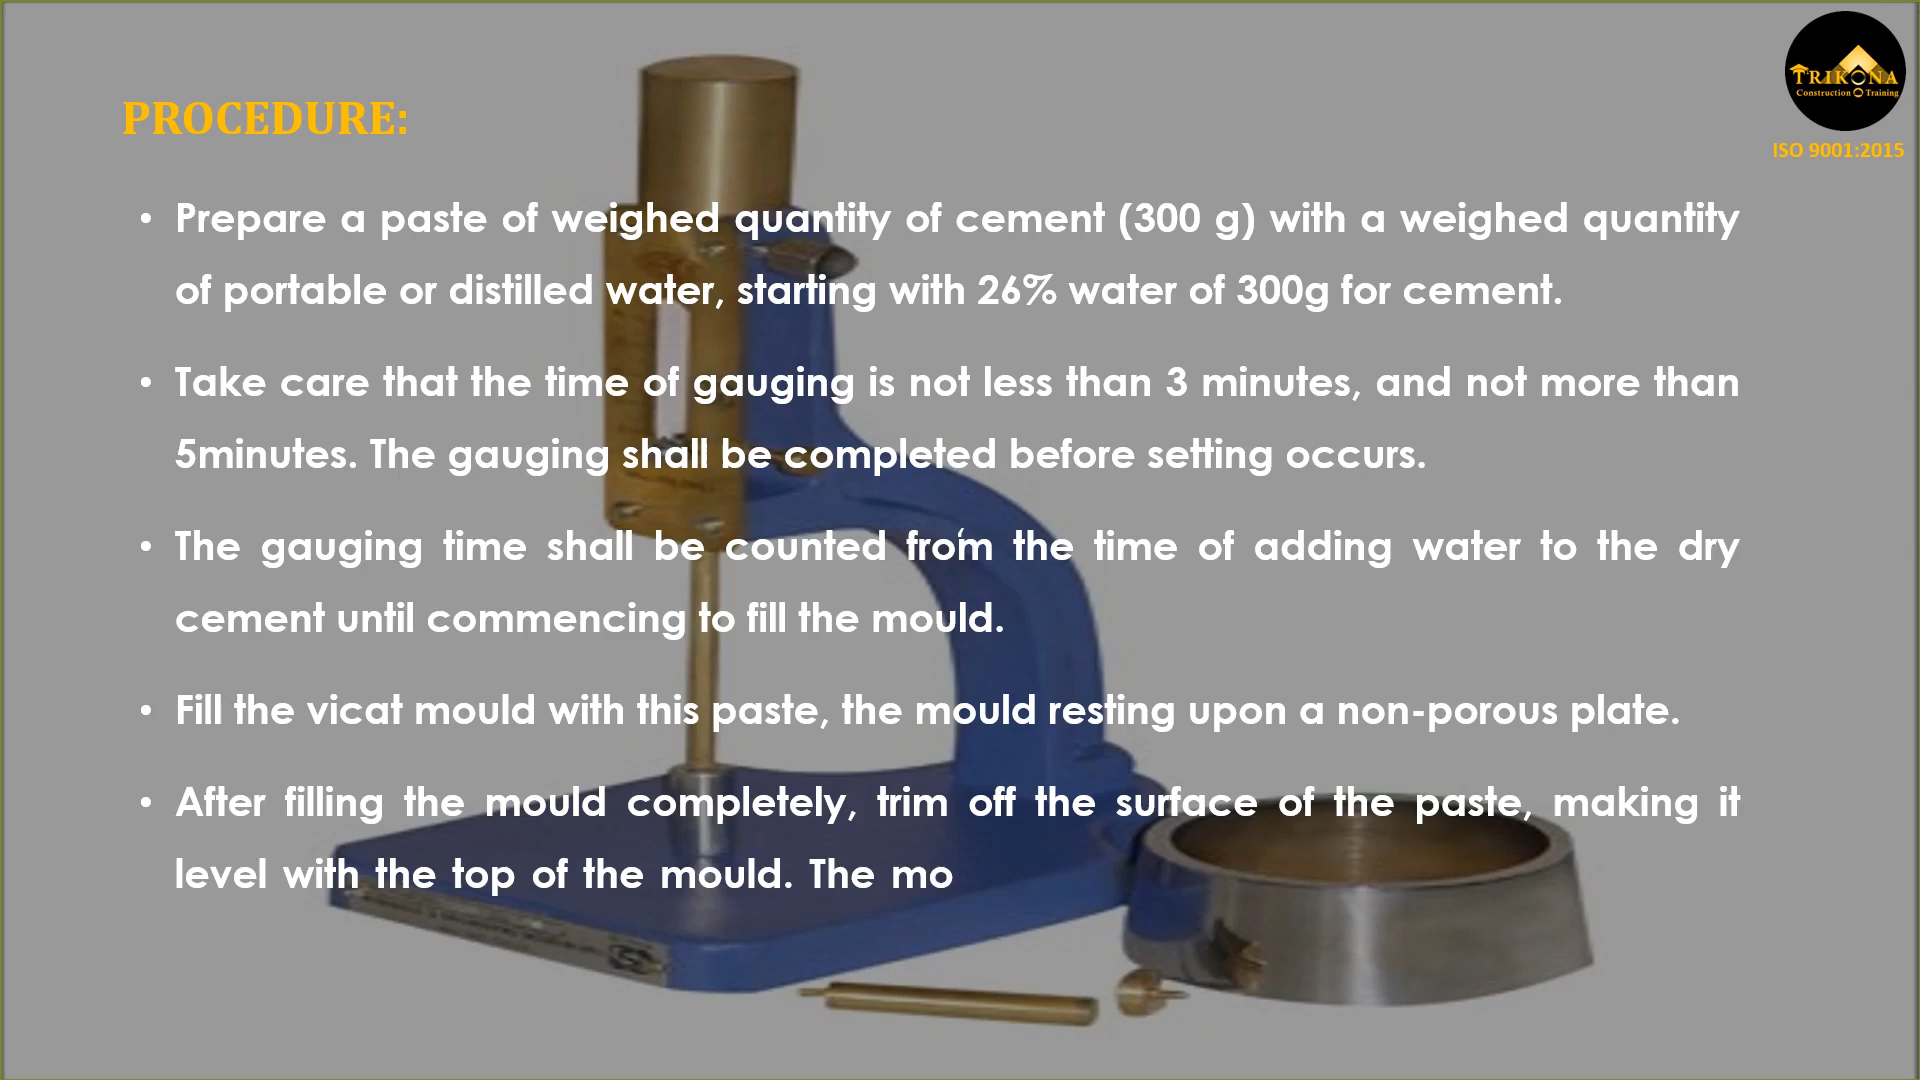 TRIKONA
Construction Training
ISO 9001:2015
PROCEDURE:
• Prepare a paste of weighed quantity of cement (300 g) with a weighed quantity
of portable or distilled water, starting with 26% water of 300g for cement.
• Take care that the time of gauging is not less than 3 minutes, and not more than
5minutes. The gauging shall be completed before setting occurs.
• The gauging time shall be counted from the time of adding water to the dry
cement until commencing to fill the mould.
• Fill the vicat mould with this paste, the mould resting upon a non-porous plate.
• After filling the mould completely, trim off the surface of the paste, making it
level with the top of the mould. The mo